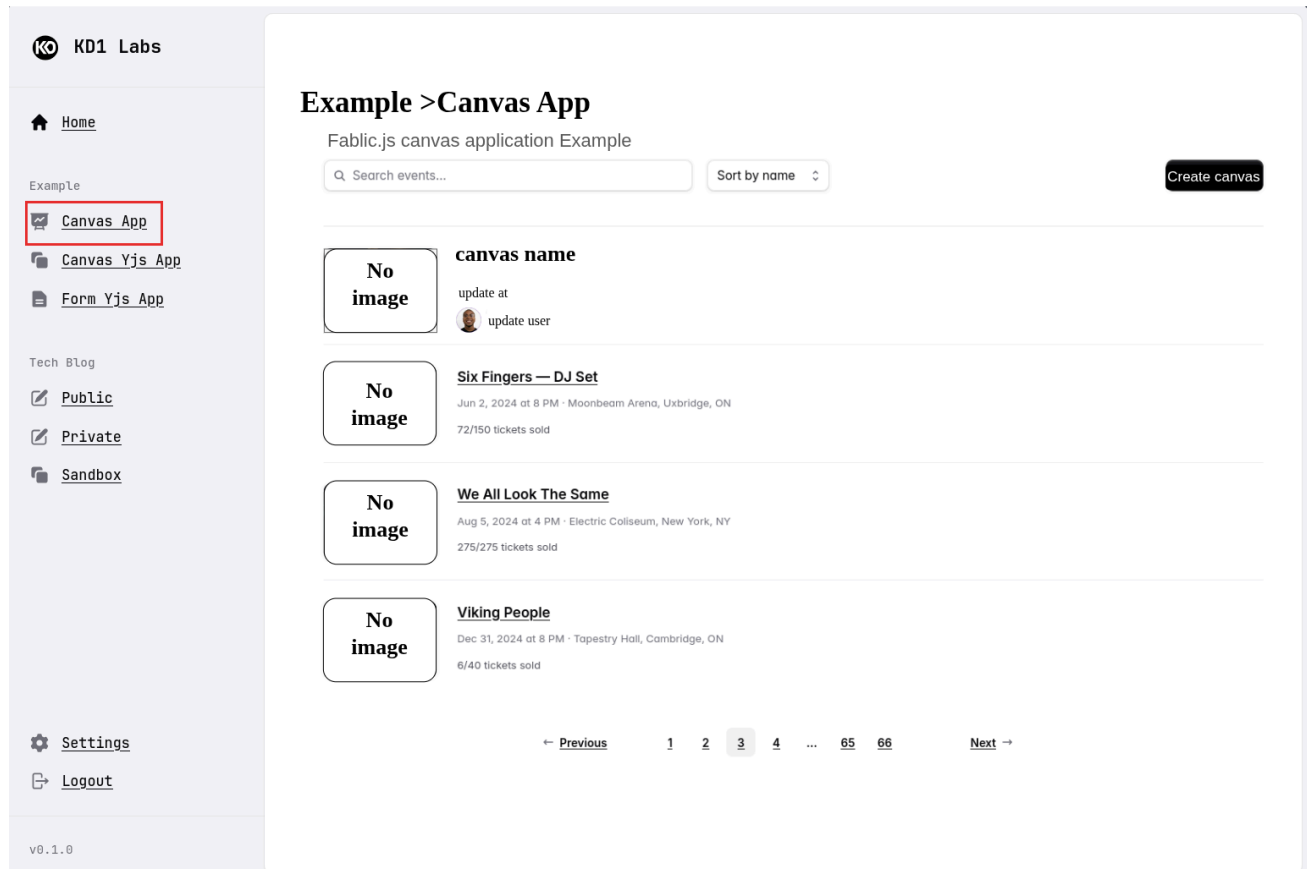 KD1 Labs
Home
Example
Canvas App
Canvas Yjs App
Form Yjs App
Tech Blog
Public
Private
Sandbox
Settings
Logout
v0.1.0
Example >Canvas App
Fablic.js canvas application Example
Search events...
Sort by name
Create canvas
No
image
canvas name
update at
update user
No
image
Six Fingers — DJ Set
Jun 2, 2024 at 8 PM · Moonbeam Arena, Uxbridge, ON
72/150 tickets sold
No
image
We All Look The Same
Aug 5, 2024 at 4 PM · Electric Coliseum, New York, NY
275/275 tickets sold
No
image
Viking People
Dec 31, 2024 at 8 PM · Tapestry Hall, Cambridge, ON
6/40 tickets sold
← Previous 1 2 3 4 ... 65 66 Next →